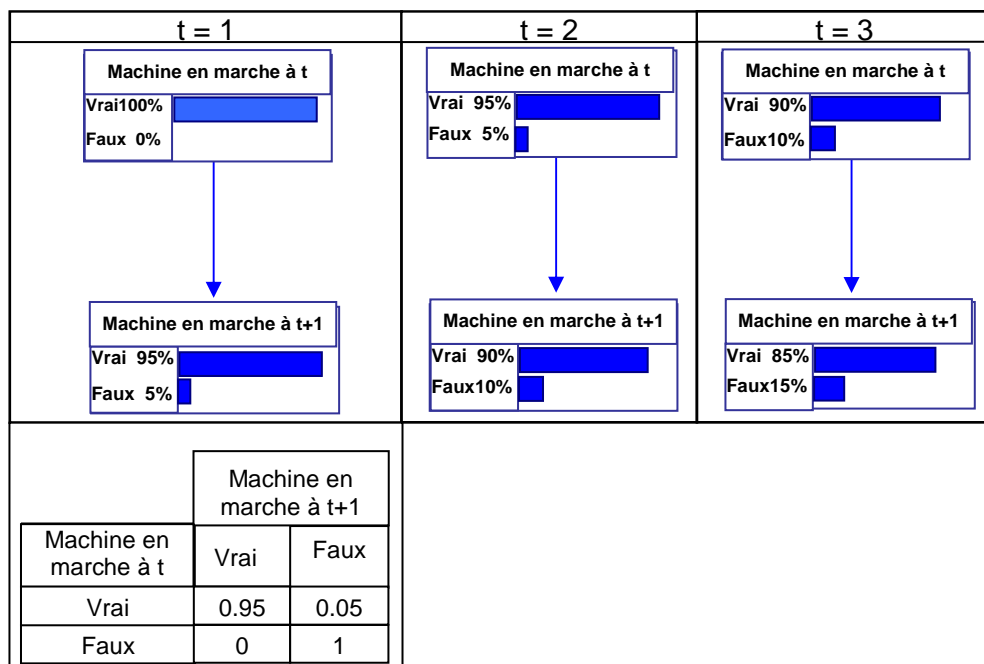 t = 1
t = 2
t = 3
Machine en marche à t
Vrai100%
Faux 0%
Machine en marche à t
Vrai 95%
Faux 5%
Machine en marche à t
Vrai 90%
Faux10%
Machine en marche à t+1
Vrai 95%
Faux 5%
Machine en marche à t+1
Vrai 90%
Faux10%
Machine en marche à t+1
Vrai 85%
Faux15%
Machine en
marche à t+1
Machine en
marche à t
Vrai Faux
Vrai 0.95 0.05
Faux 0 1